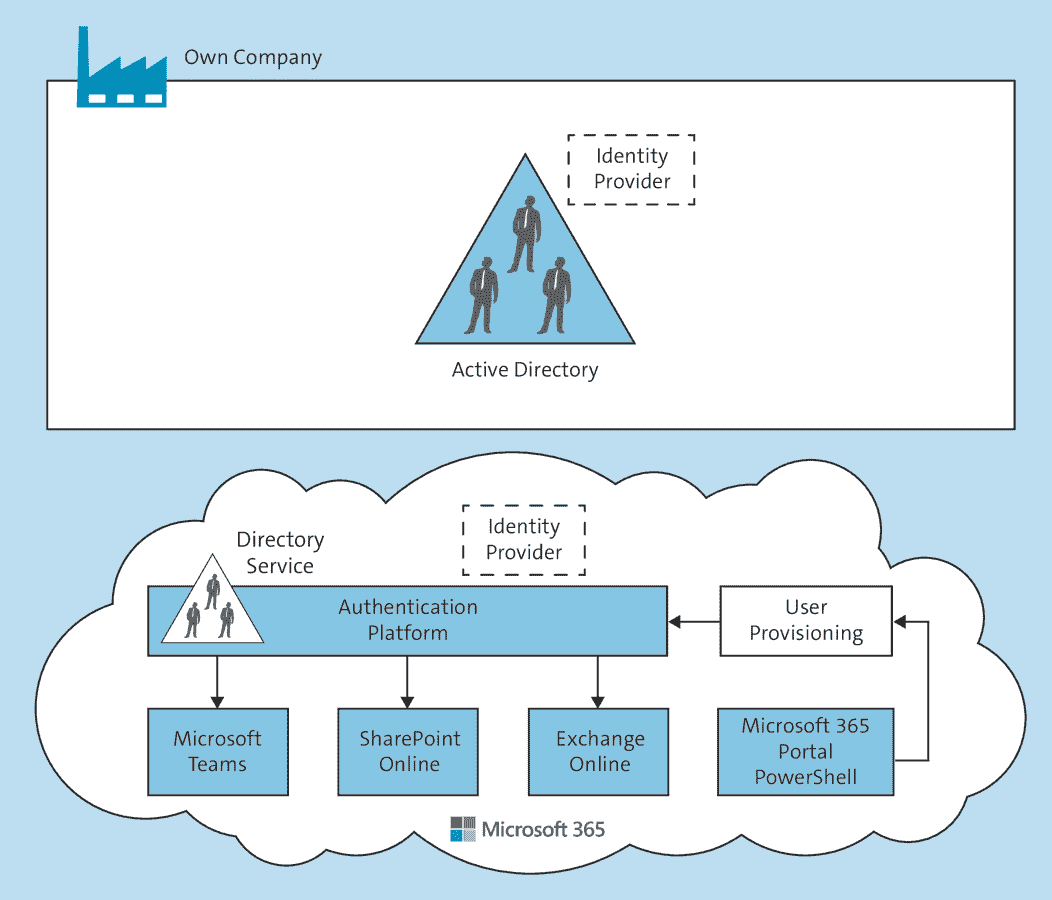 Own Company
Identity
Provider
Active Directory
Directory
Service
Identity
Provider
Authentication
Platform
User
Provisioning
Microsoft
Teams
SharePoint
Online
Exchange
Online
Microsoft 365
Portal
PowerShell
Microsoft 365